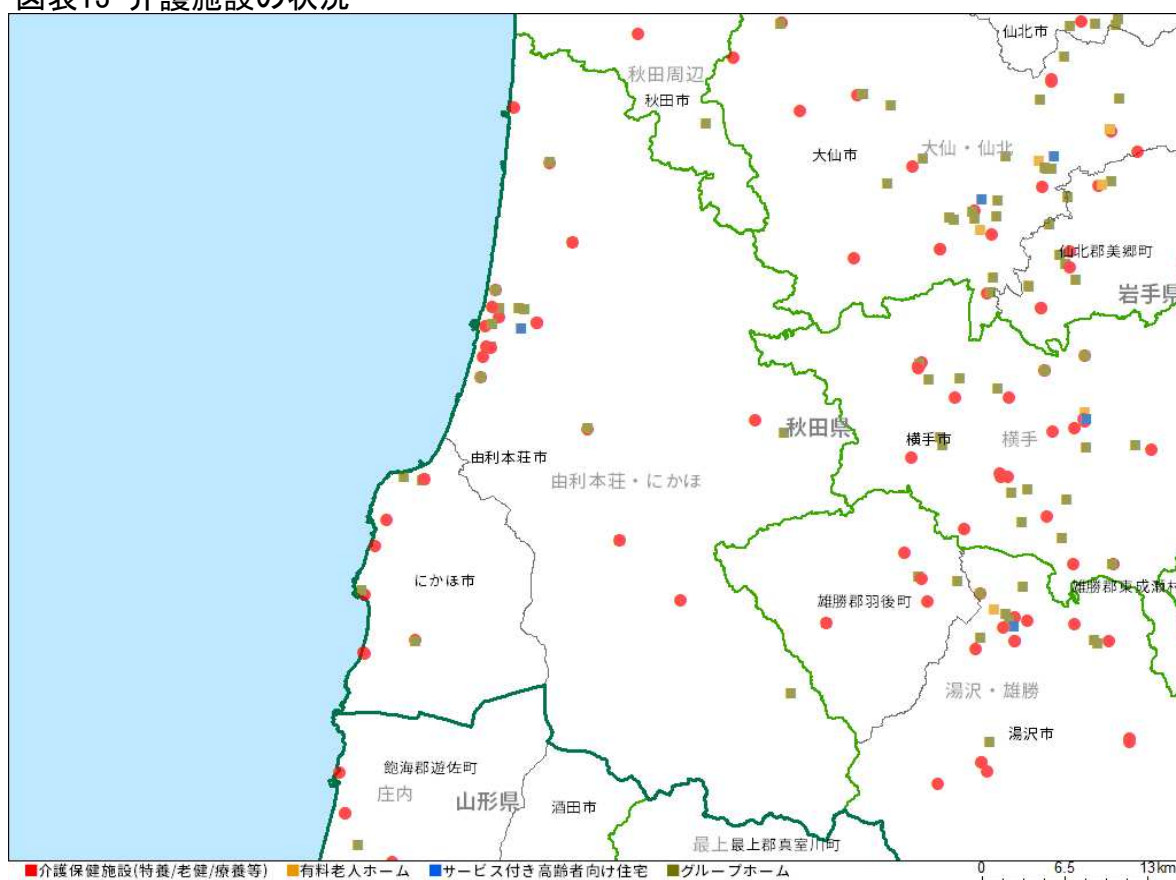 図表15 介護施設の状況
仙北市
秋田周辺
秋田市
大仙・仙北
大仙市
仙北郡美郷町
岩手県
秋田県
横手市
横手
由利本荘市
由利本荘・にかほ
にかほ市
雄勝郡羽後町
雄勝郡東成瀬村
湯沢・雄勝
湯沢市
飽海郡遊佐町
庄内
山形県
酒田市
最上
最上郡真室川町
介護保健施設(特養/老健/療養等) 有料老人ホーム サービス付き高齢者向け住宅 グループホーム
0 6.5 13km